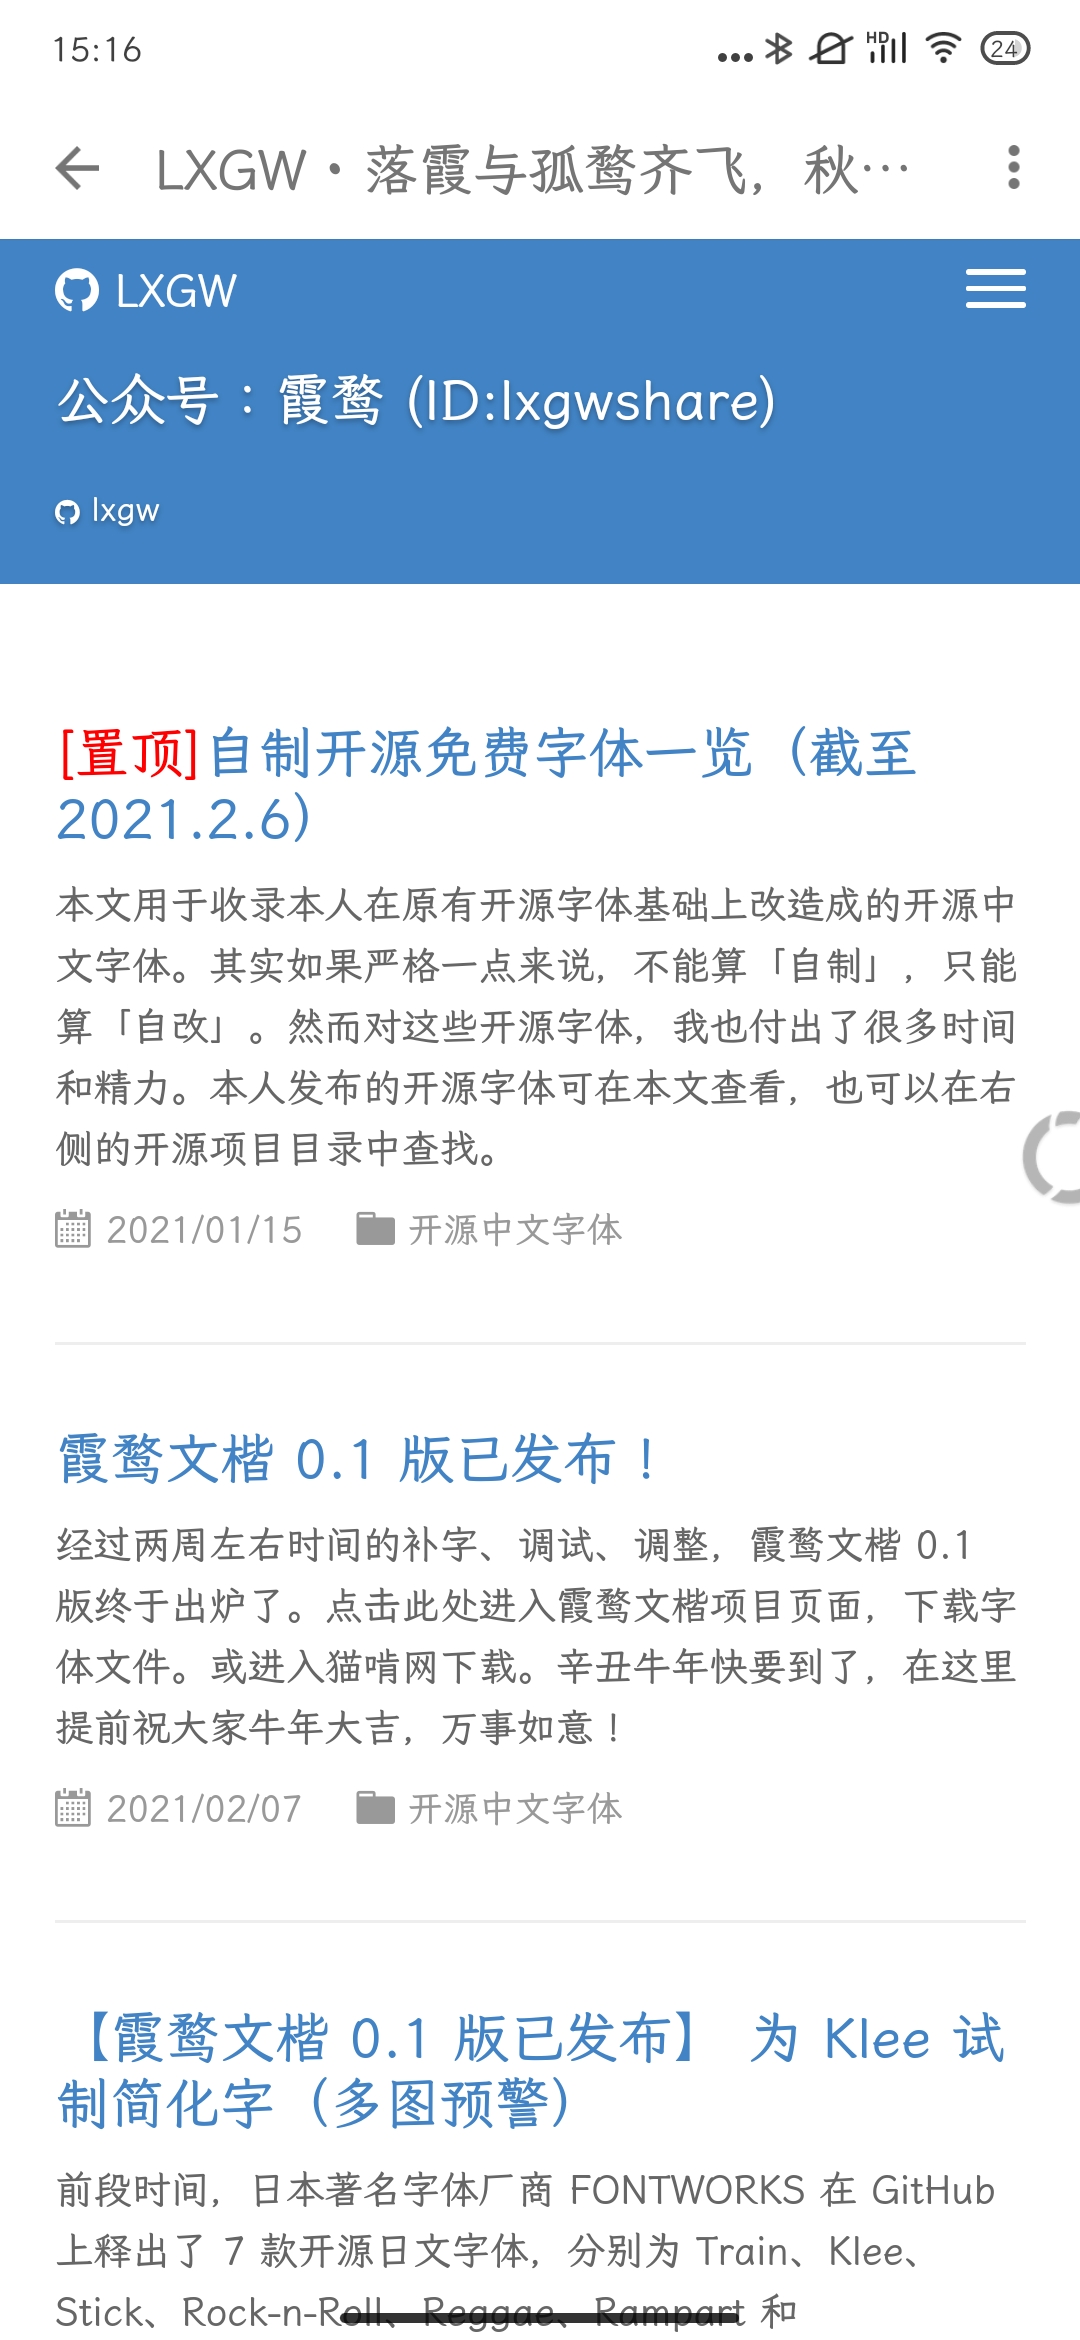 15:16
HD
24
LXGW · 落霞与孤鹜齐飞，秋…
LXGW
公众号：霞鹜 (ID:lxgwshare)
lxgw
[置顶]自制开源免费字体一览（截至
2021.2.6）
本文用于收录本人在原有开源字体基础上改造成的开源中
文字体。其实如果严格一点来说，不能算「自制」，只能
算「自改」。然而对这些开源字体，我也付出了很多时间
和精力。本人发布的开源字体可在本文查看，也可以在右
侧的开源项目目录中查找。
2021/01/15 开源中文字体
霞鹜文楷 0.1 版已发布！
经过两周左右时间的补字、调试、调整，霞鹜文楷 0.1
版终于出炉了。点击此处进入霞鹜文楷项目页面，下载字
体文件。或进入猫啃网下载。辛丑牛年快要到了，在这里
提前祝大家牛年大吉，万事如意！
2021/02/07 开源中文字体
【霞鹜文楷 0.1 版已发布】 为 Klee 试
制简化字（多图预警）
前段时间，日本著名字体厂商 FONTWORKS 在 GitHub
上释出了 7 款开源日文字体，分别为 Train、Klee、
Stick、Rock-n-Roll、Reggae、Rampart 和